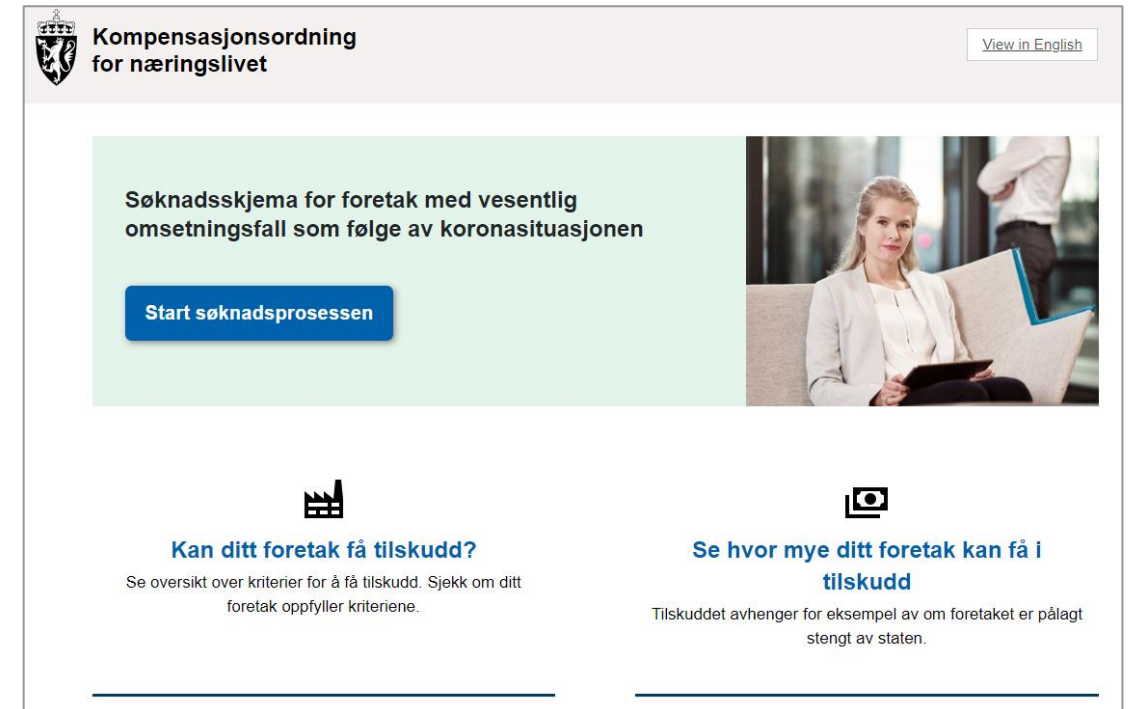 Kompensasjonsordning
for næringslivet
View in English
Søknadsskjema for foretak med vesentlig
omsetningsfall som følge av koronasituasjonen
Start søknadsprosessen
Kan ditt foretak få tilskudd?
Se oversikt over kriterier for å få tilskudd. Sjekk om ditt
foretak oppfyller kriteriene.
Se hvor mye ditt foretak kan få i
tilskudd
Tilskuddet avhenger for eksempel av om foretaket er pålagt
stengt av staten.